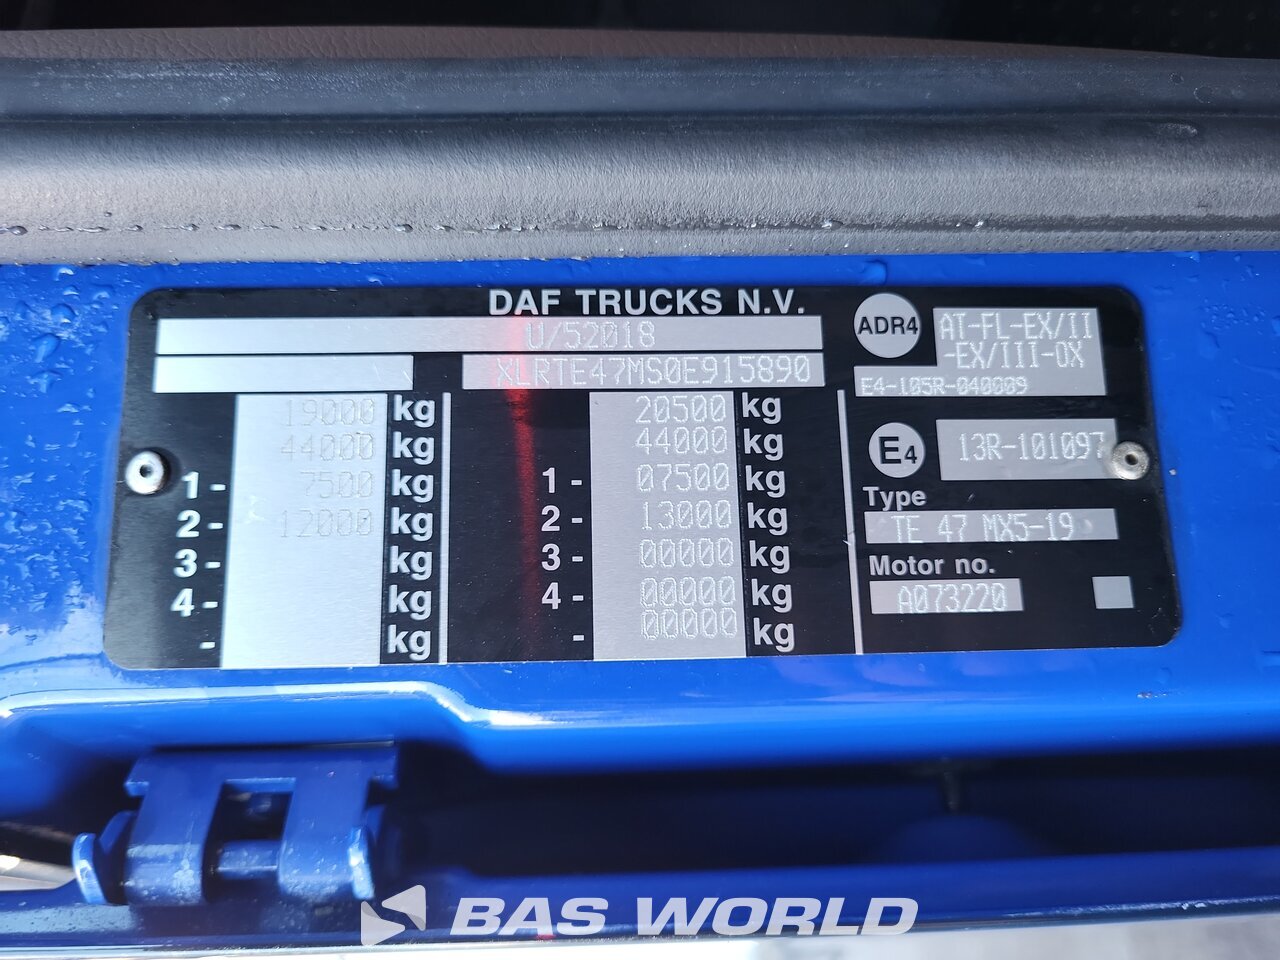 DAF TRUCKS N.V.
U/52018
XLRTE47MS0E915890
19000 kg
44000 kg
1- 7500 kg
2- 12000 kg
3- kg
4- kg
- kg
20500 kg
44000 kg
1- 07500 kg
2- 13000 kg
3- 00000 kg
4- 00000 kg
- 00000 kg
ADR4
AT-FL-EX/II
-EX/III-OX
E4-105R-040009
E4
13R-101097
Type
TE 47 MX5-19
Motor no.
A073220
BAS WORLD